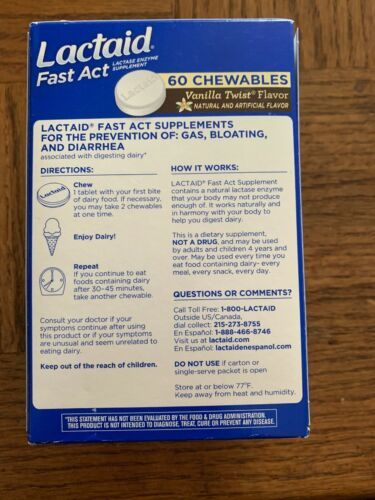 Lactaid®
Fast Act LACTASE ENZYME
SUPPLEMENT
60 CHEWABLES
Vanilla Twist® Flavor
NATURAL AND ARTIFICIAL FLAVOR
LACTAID® FAST ACT SUPPLEMENTS
FOR THE PREVENTION OF: GAS, BLOATING,
AND DIARRHEA
associated with digesting dairy*
DIRECTIONS:
Chew
1 tablet with your first bite
of dairy food. If necessary,
you may take 2 chewables
at one time.
Enjoy Dairy!
Repeat
If you continue to eat
foods containing dairy
after 30-45 minutes,
take another chewable.
Consult your doctor if your
symptoms continue after using
this product or if your symptoms
are unusual and seem unrelated to
eating dairy.
Keep out of the reach of children.
HOW IT WORKS:
LACTAID® Fast Act Supplement
contains a natural lactase enzyme
that your body may not produce
enough of. It works naturally and
in harmony with your body to
help you digest dairy.
This is a dietary supplement,
NOT A DRUG, and may be used
by adults and children 4 years and
over. May be used every time you
eat food containing dairy- every
meal, every snack, every day.
QUESTIONS OR COMMENTS?
Call Toll Free: 1-800-LACTAID
Outside US/Canada,
dial collect: 215-273-8755
En Español: 1-888-466-8746
Visit us at lactaid.com
En Español: lactaidenespanol.com
DO NOT USE if carton or
single-serve packet is open
Store at or below 77°F.
Keep away from heat and humidity.
*THIS STATEMENT HAS NOT BEEN EVALUATED BY THE FOOD & DRUG ADMINISTRATION.
THIS PRODUCT IS NOT INTENDED TO DIAGNOSE, TREAT, CURE OR PREVENT ANY DISEASE.